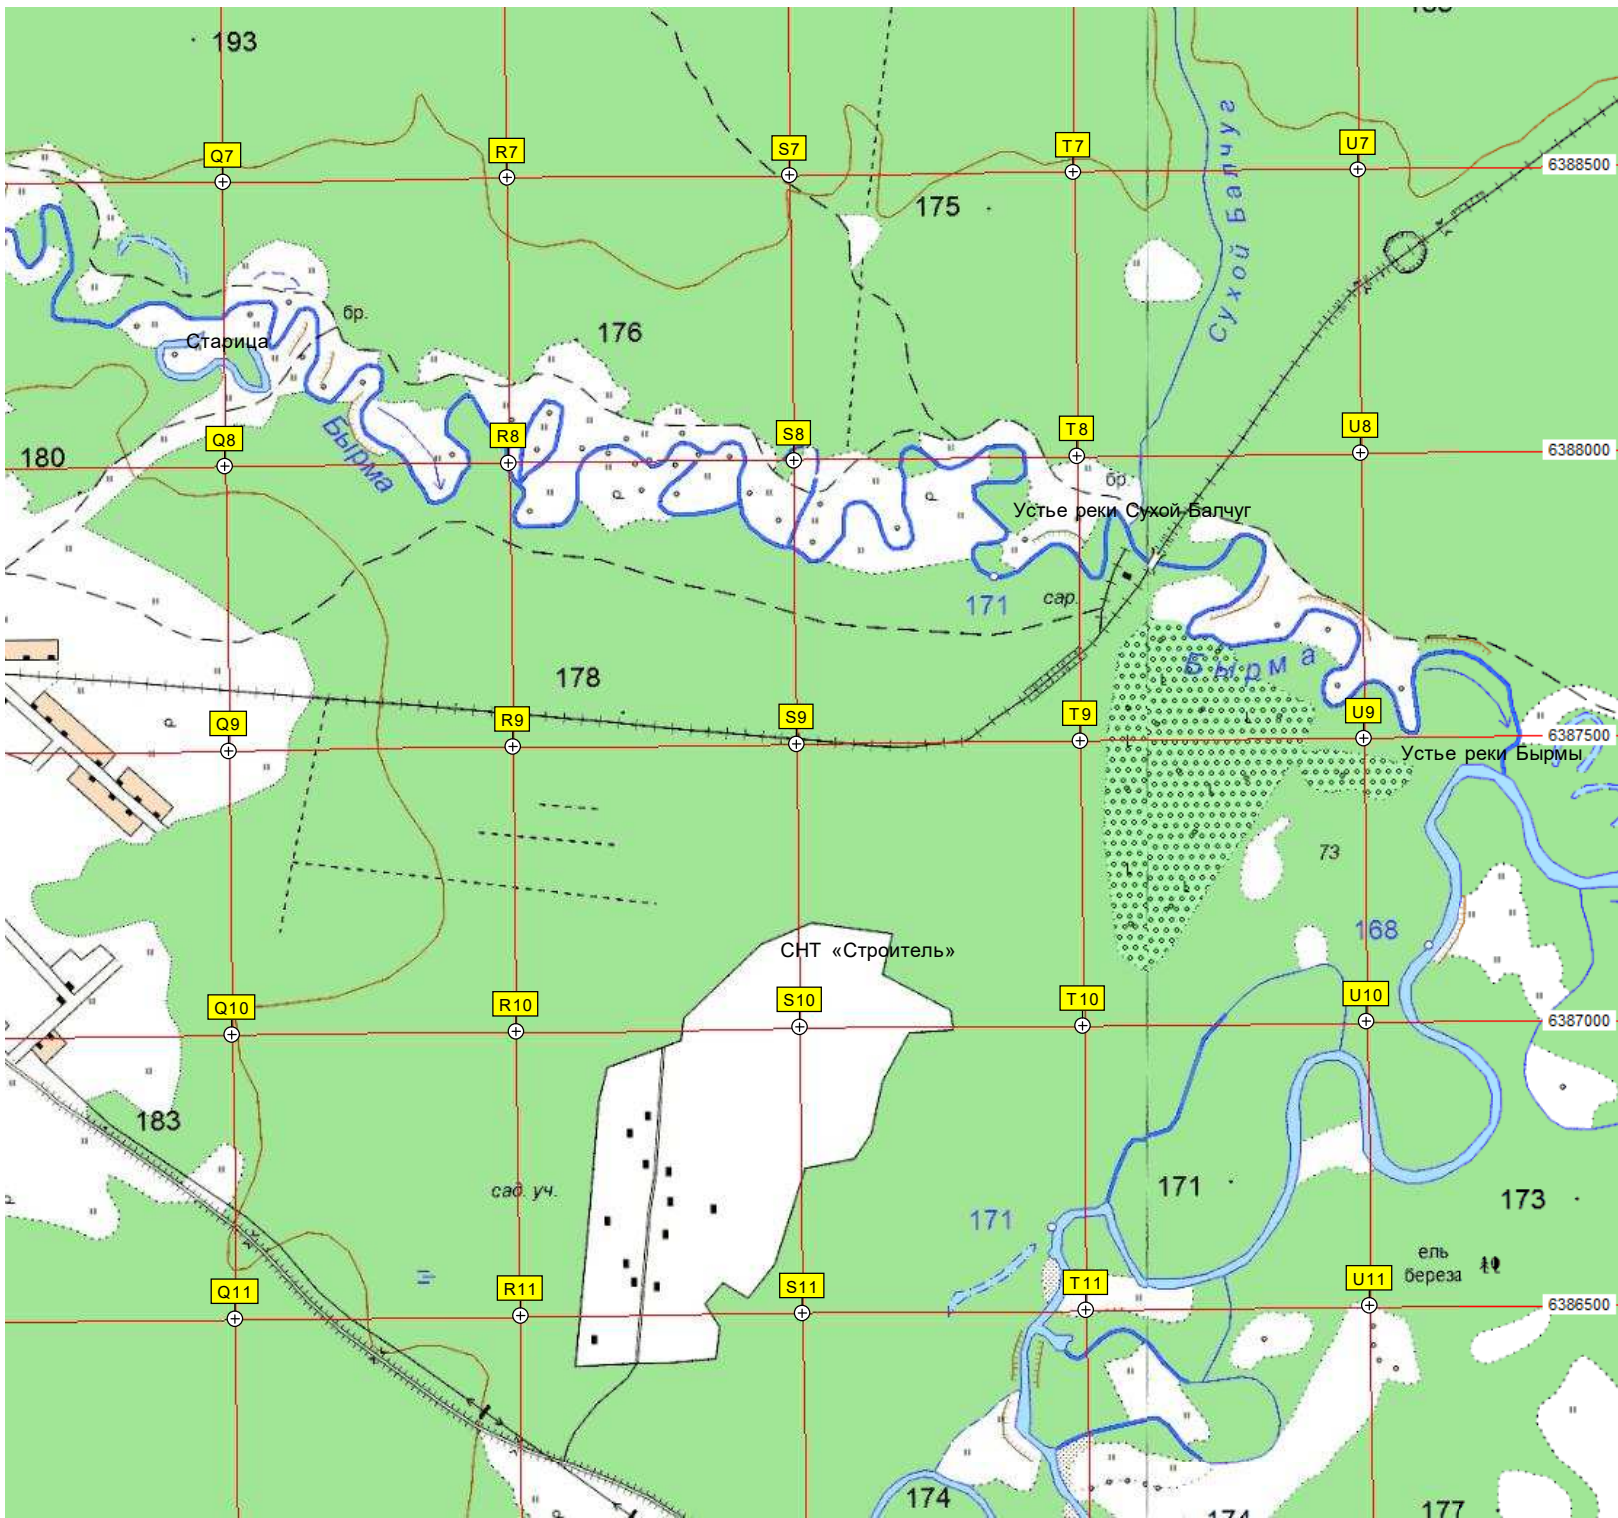 193
Q7
R7
S7
T7
U7
6388500
Сухой Балчуг
175
бр.
176
Старица
Q8
R8
S8
T8
U8
6388000
180
Бырма
бр.
Устье реки Сухой Балчуг
171
сар.
178
Бырма
Q9
R9
S9
T9
U9
6387500
Устье реки Бырмы
73
168
СНТ «Строитель»
Q10
R10
S10
T10
U10
6387000
183
сад. уч.
171
173
171
ель
береза
Q11
R11
S11
T11
U11
6386500
174
174
177